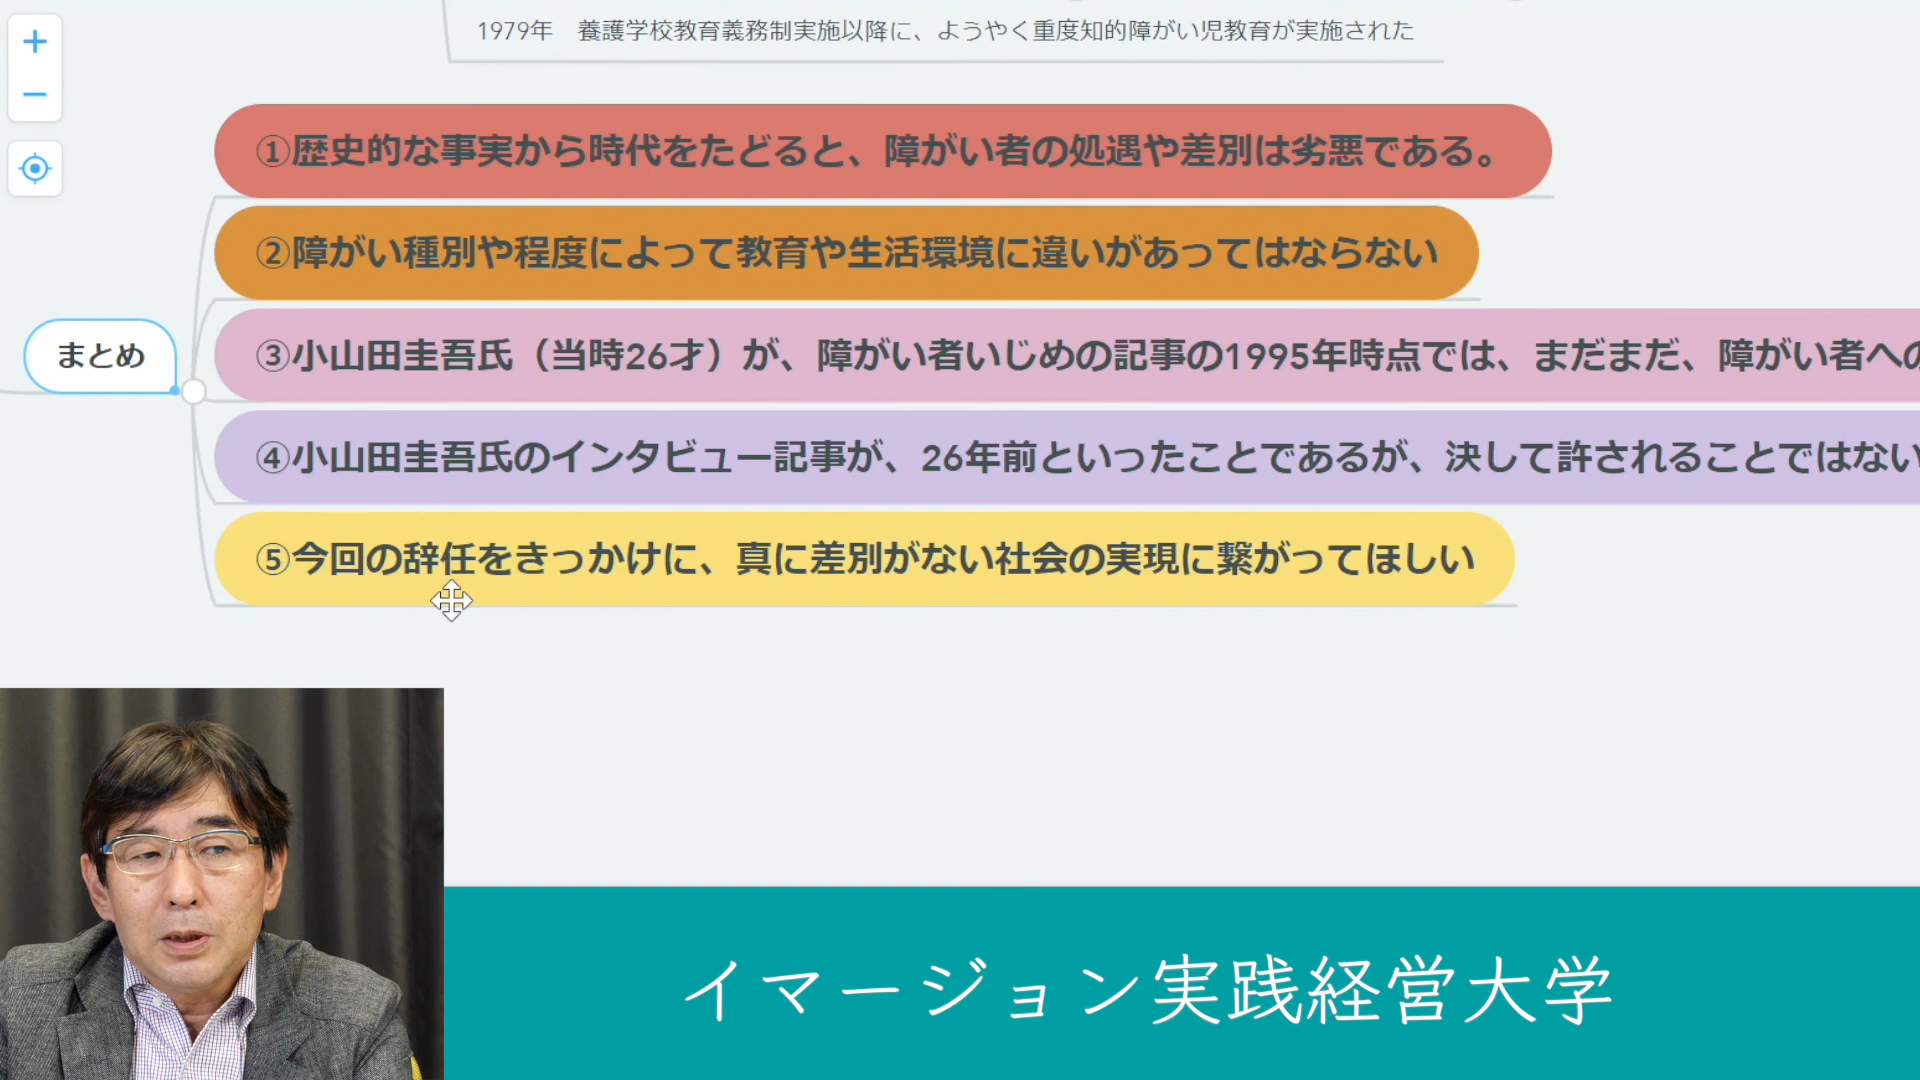 1979年　養護学校教育義務制実施以降に、ようやく重度知的障がい児教育が実施された
①歴史的な事実から時代をたどると、障がい者の処遇や差別は劣悪である。
②障がい種別や程度によって教育や生活環境に違いがあってはならない
まとめ
③小山田圭吾氏（当時26才）が、障がい者いじめの記事の1995年時点では、まだまだ、障がい者への
④小山田圭吾氏のインタビュー記事が、26年前といったことであるが、決して許されることではない
⑤今回の辞任をきっかけに、真に差別がない社会の実現に繋がってほしい
イマージョン実践経営大学